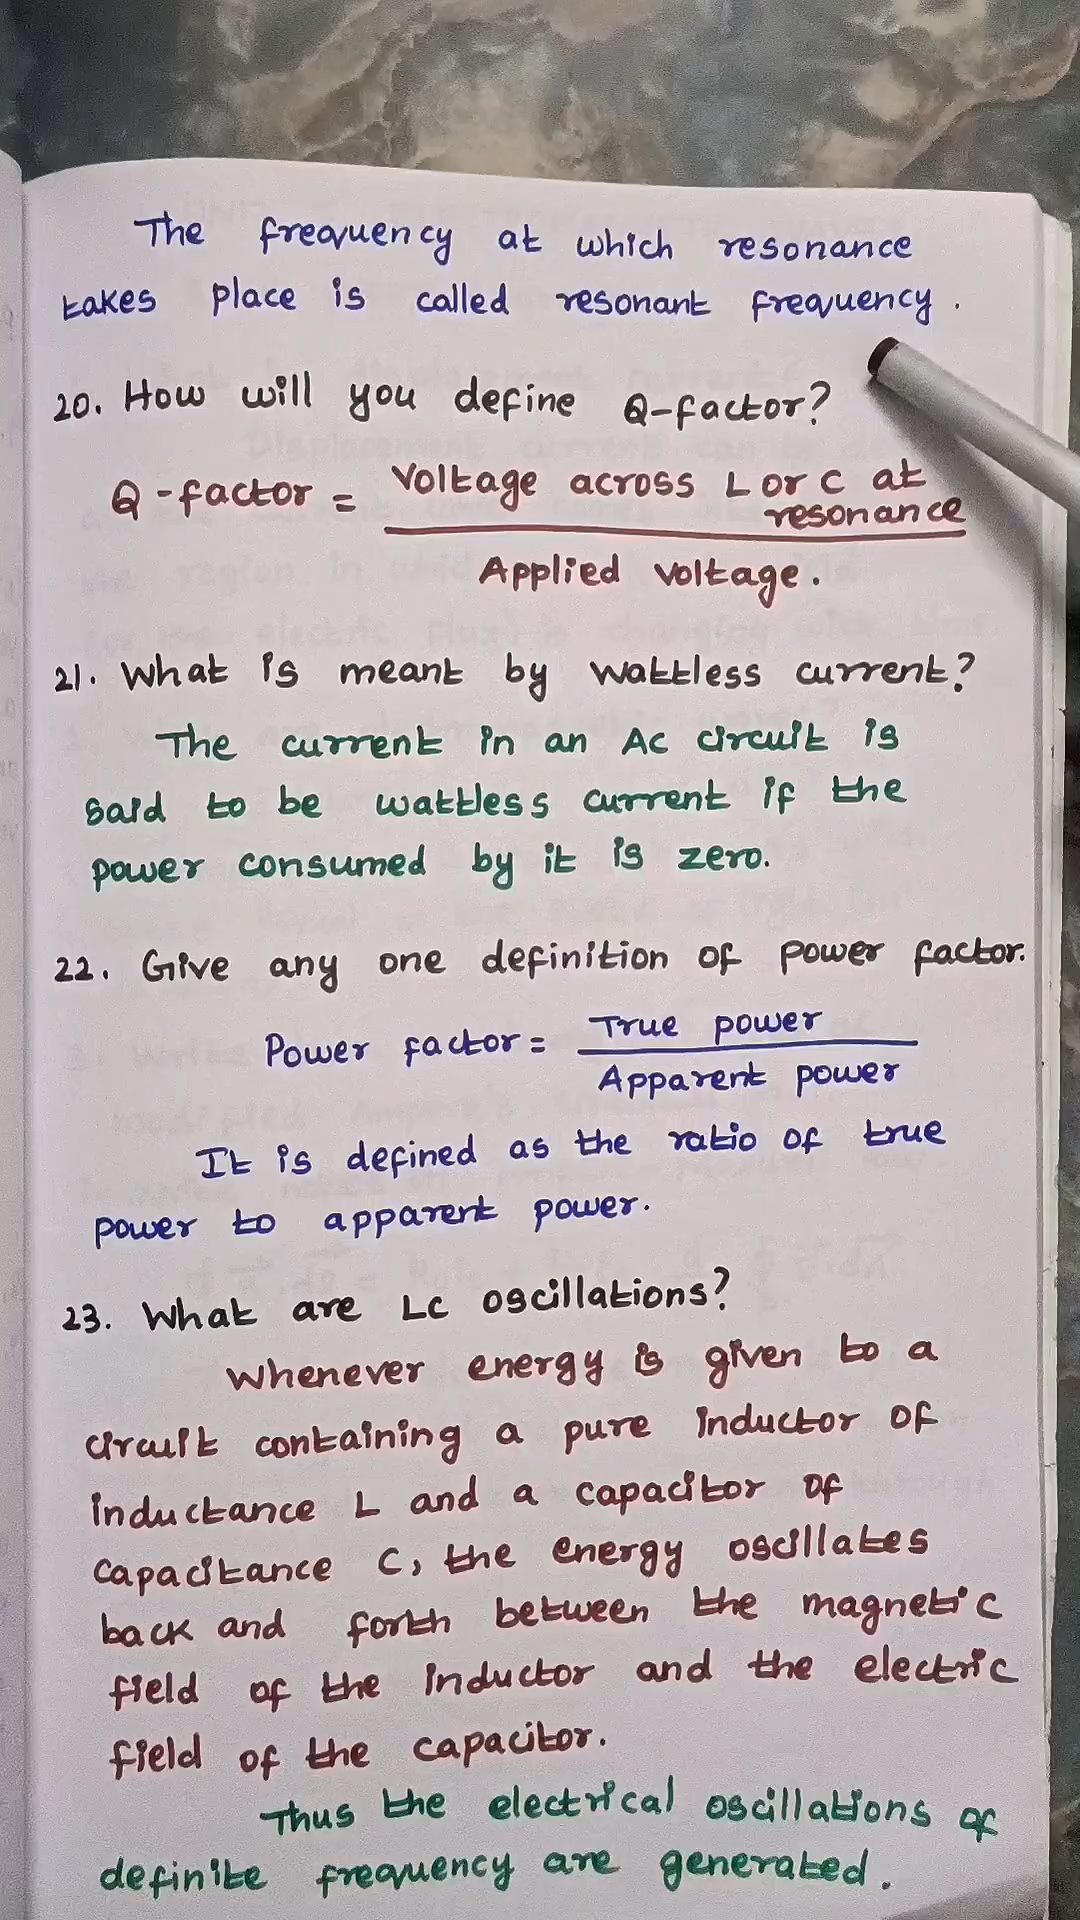 The frequency at which resonance
takes place is called resonant frequency.
20. How will you define Q-factor?
Q-factor = Voltage across L or C at
resonance
Applied voltage.
21. What is meant by wattless current?
The current in an AC circuit is
said to be wattless current if the
power consumed by it is zero.
22. Give any one definition of power factor.
Power factor = True power
Apparent power
It is defined as the ratio of true
power to apparent power.
23. What are LC oscillations?
Whenever energy is given to a
circuit containing a pure inductor of
inductance L and a capacitor of
capacitance C, the energy oscillates
back and forth between the magnetic
field of the inductor and the electric
field of the capacitor.
Thus the electrical oscillations of
definite frequency are generated.